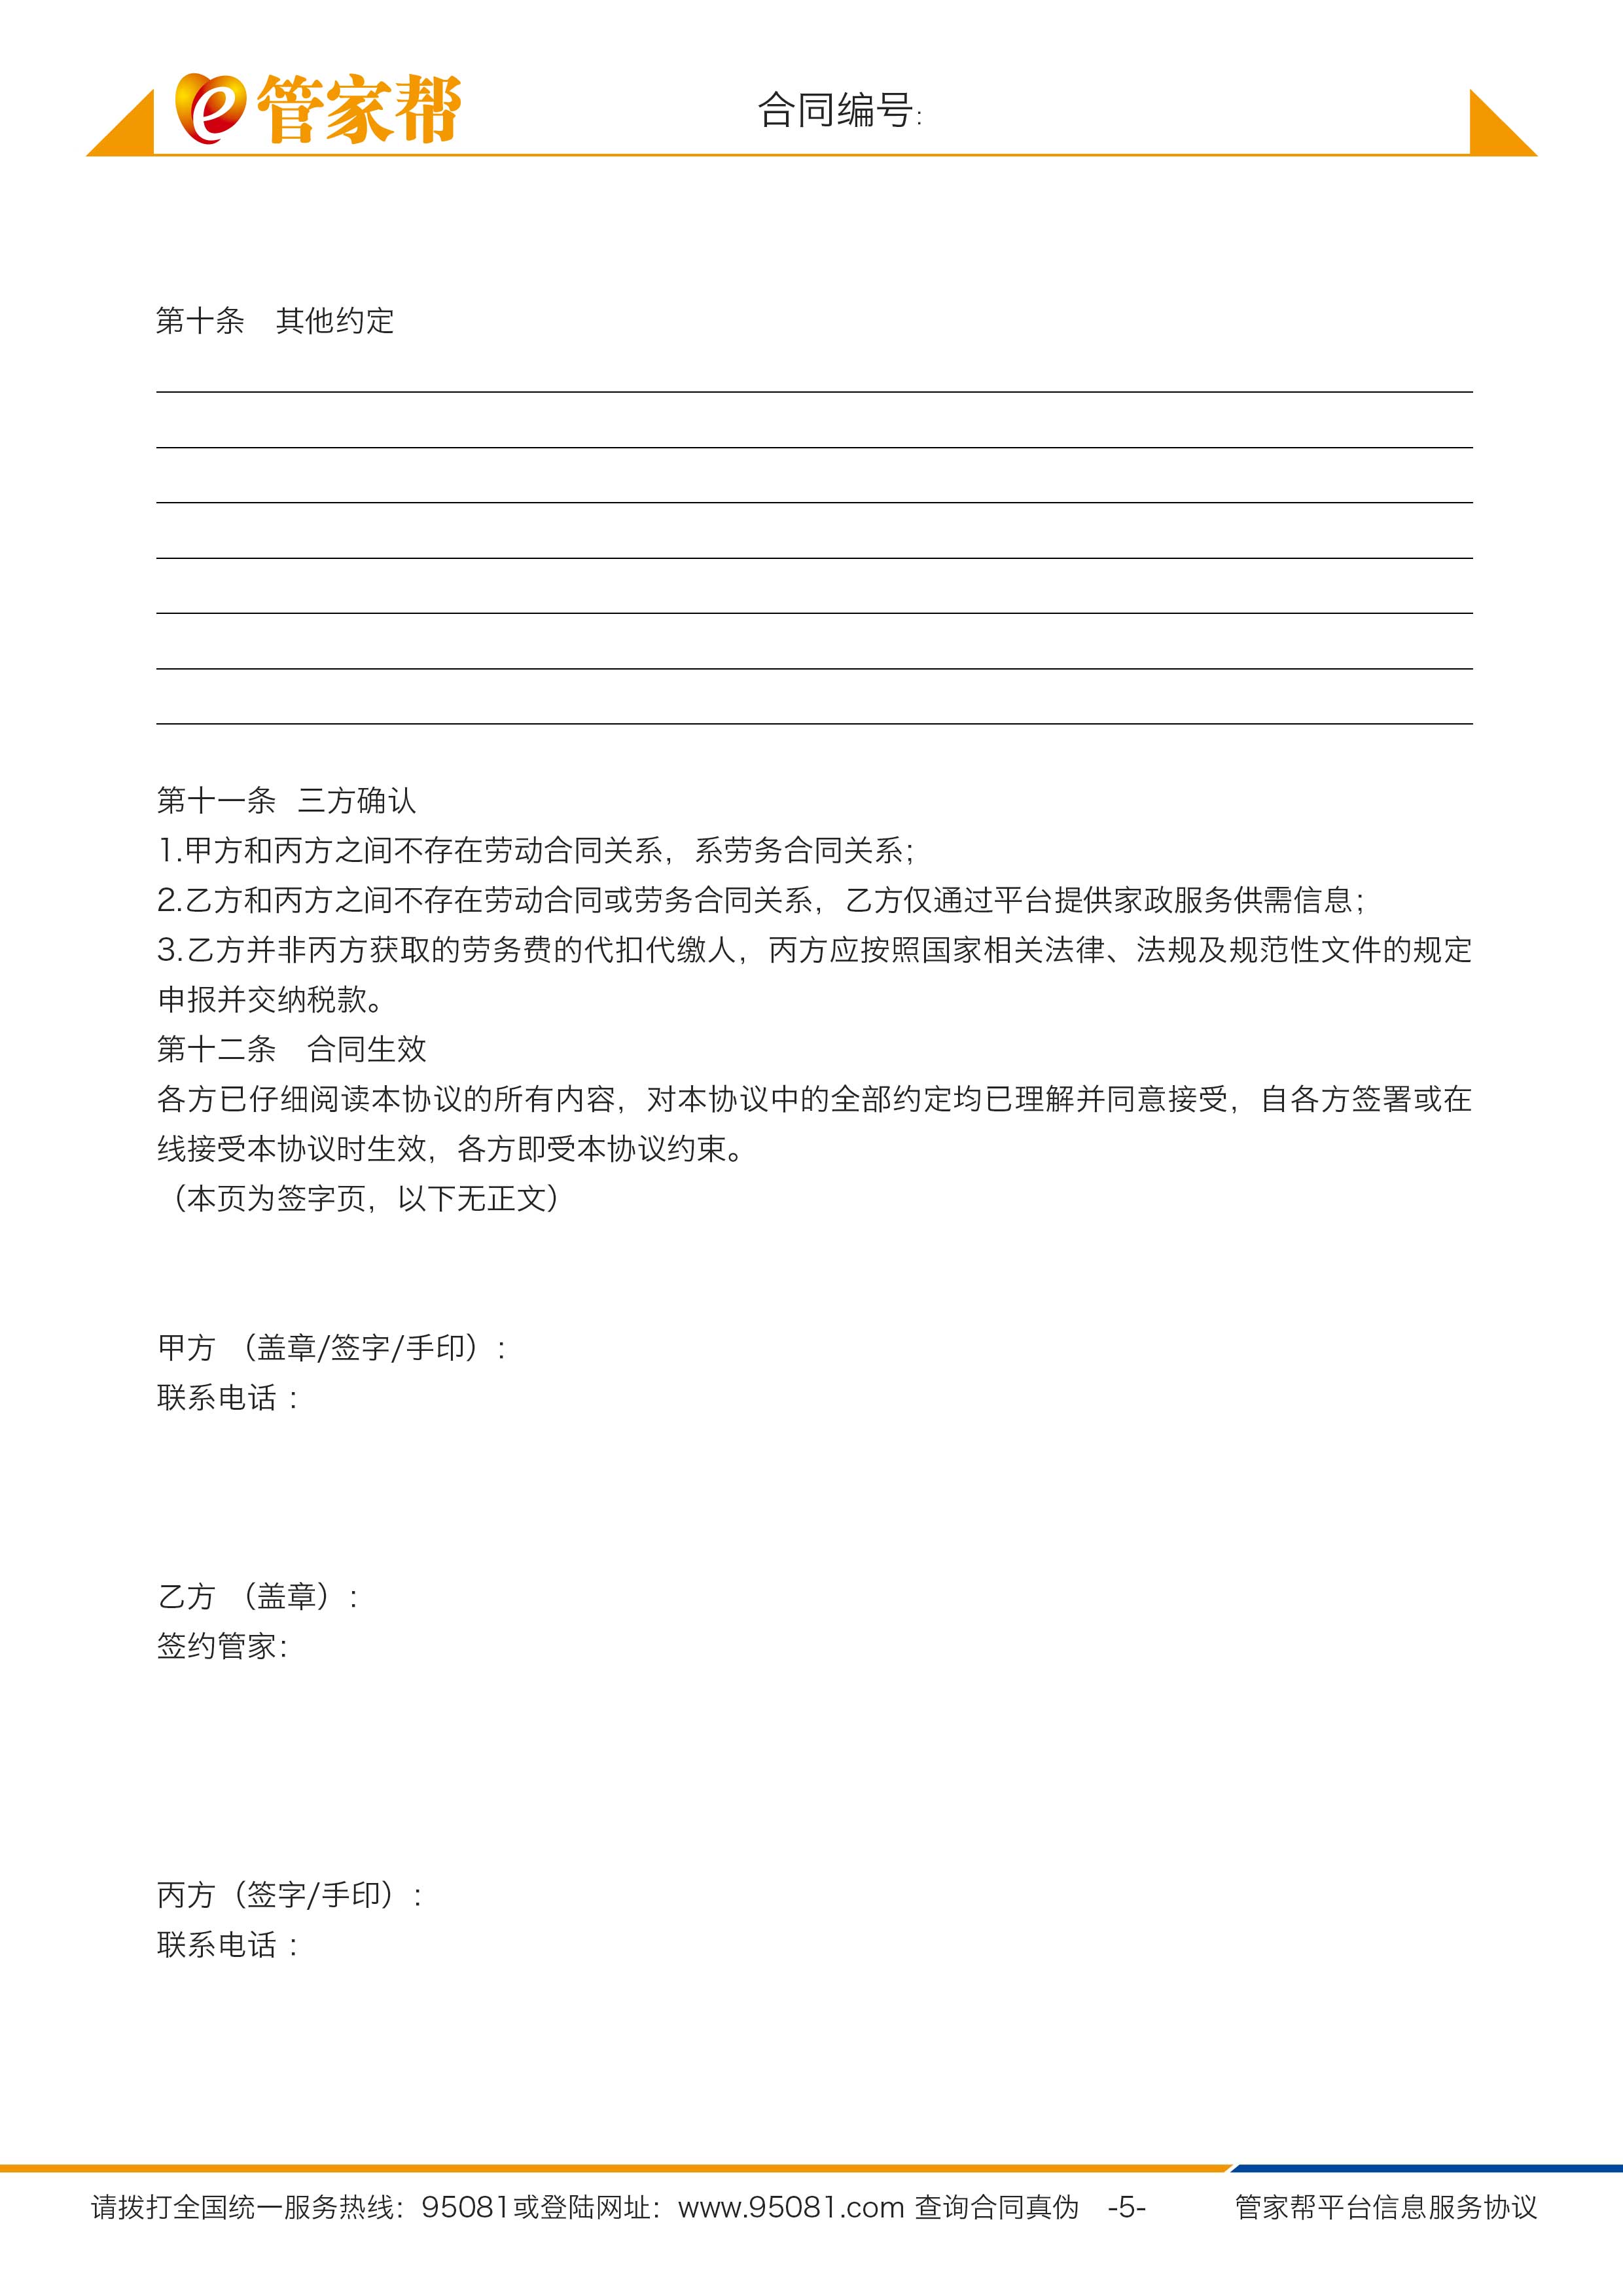 e管家帮
合同编号：
第十条　其他约定
第十一条 三方确认
1.甲方和丙方之间不存在劳动合同关系，系劳务合同关系；
2.乙方和丙方之间不存在劳动合同或劳务合同关系，乙方仅通过平台提供家政服务供需信息；
3.乙方并非丙方获取的劳务费的代扣代缴人，丙方应按照国家相关法律、法规及规范性文件的规定
申报并交纳税款。
第十二条　合同生效
各方已仔细阅读本协议的所有内容，对本协议中的全部约定均已理解并同意接受，自各方签署或在
线接受本协议时生效，各方即受本协议约束。
（本页为签字页，以下无正文）
甲方 （盖章/签字/手印）：
联系电话：
乙方 （盖章）：
签约管家：
丙方（签字/手印）：
联系电话：
请拨打全国统一服务热线：95081或登陆网址：www.95081.com 查询合同真伪　-5-　管家帮平台信息服务协议